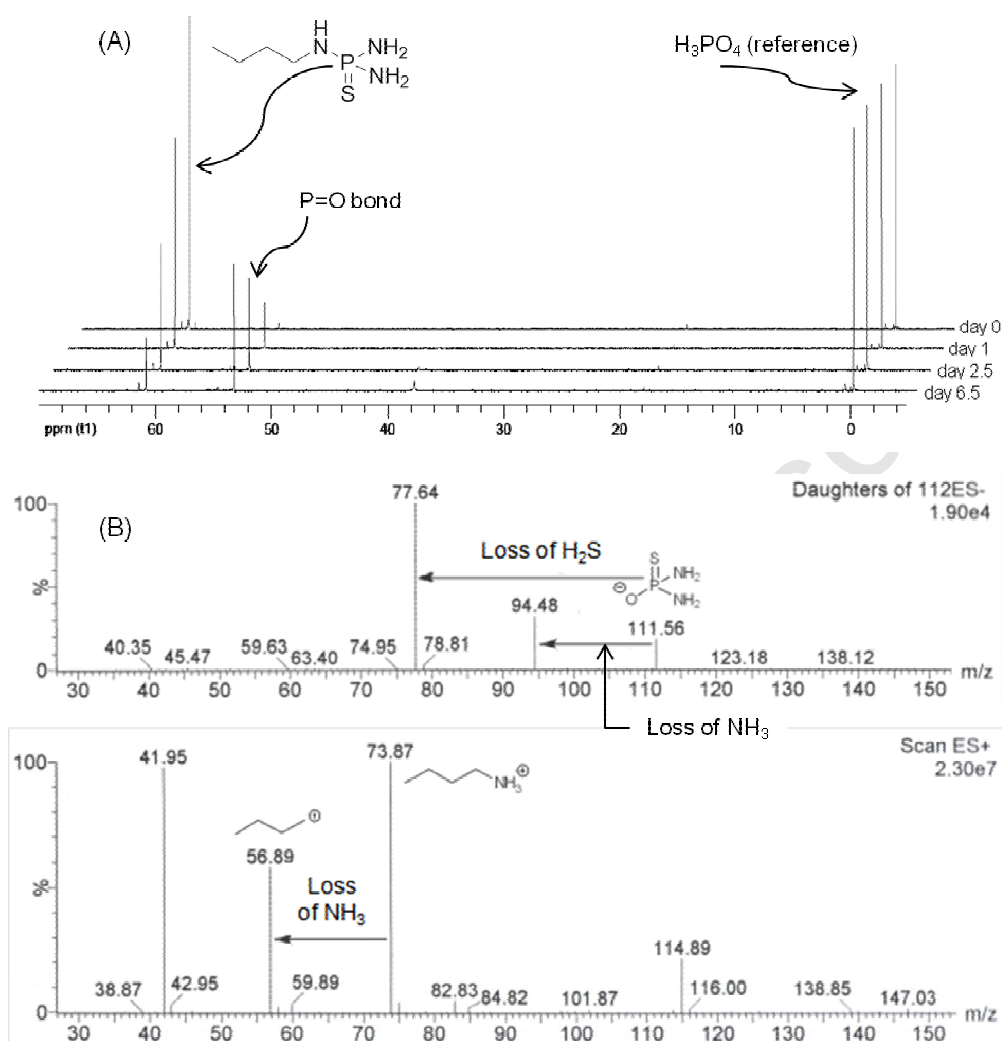 (A)
H
N
NH2
P
NH2
S
H3PO4 (reference)
P=O bond
day 0
day 1
day 2.5
day 6.5
ppm (t1)
60
50
40
30
20
10
0
(B)
Daughters of 112ES-
1.90e4
100
%
0
77.64
Loss of H2S
S
P
NH2
NH2
⊖
O
94.48
111.56
40.35
45.47
59.63
63.40
74.95
78.81
123.18
138.12
30 40 50 60 70 80 90 100 110 120 130 140 150 m/z
Loss of NH3
Scan ES+
2.30e7
100
%
0
41.95
73.87
NH3
⊕
⊕
56.89
Loss
of NH3
114.89
38.87
42.95
59.89
82.83
84.82
101.87
116.00
138.85
147.03
30 40 50 60 70 80 90 100 110 120 130 140 150 m/z